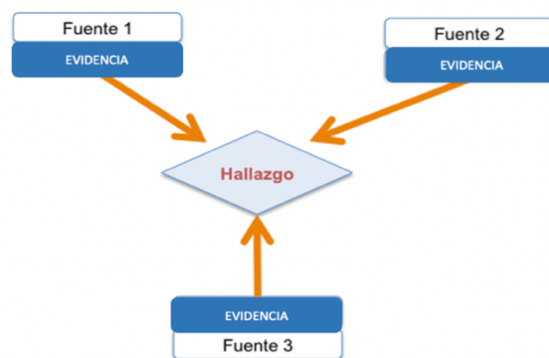 Fuente 1
EVIDENCIA
Fuente 2
EVIDENCIA
Hallazgo
EVIDENCIA
Fuente 3